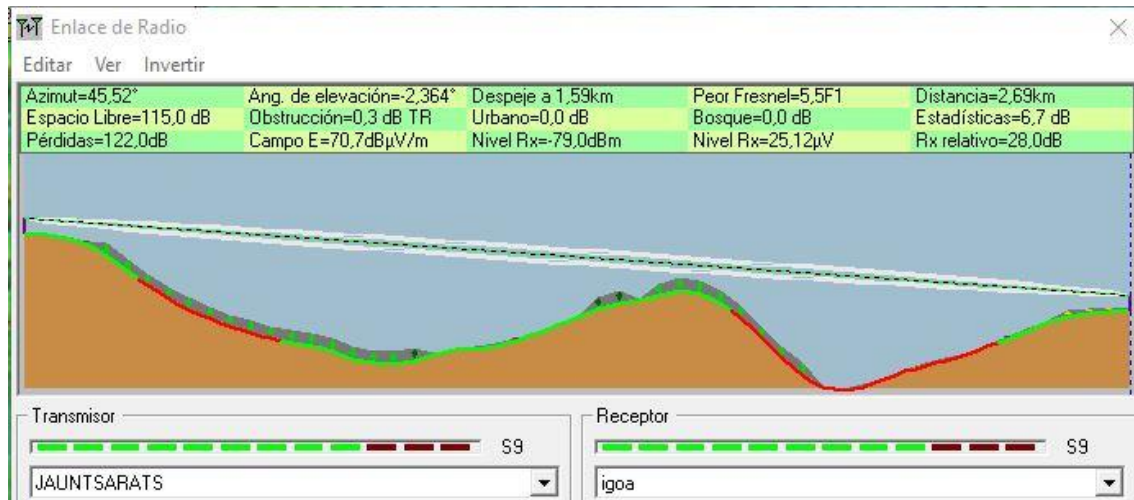 Enlace de Radio
Editar Ver Invertir
Azimut=45,52° Ang. de elevación=-2,364° Despeje a 1,59km Peor Fresnel=5,5F1 Distancia=2,69km
Espacio Libre=115,0 dB Obstrucción=0,3 dB TR Urbano=0,0 dB Bosque=0,0 dB Estadísticas=6,7 dB
Pérdidas=122,0dB Campo E=70,7dBµV/m Nivel Rx=-79,0dBm Nivel Rx=25,12µV Rx relativo=28,0dB
Transmisor Receptor
S9 S9
JAUNTSARATS igoa